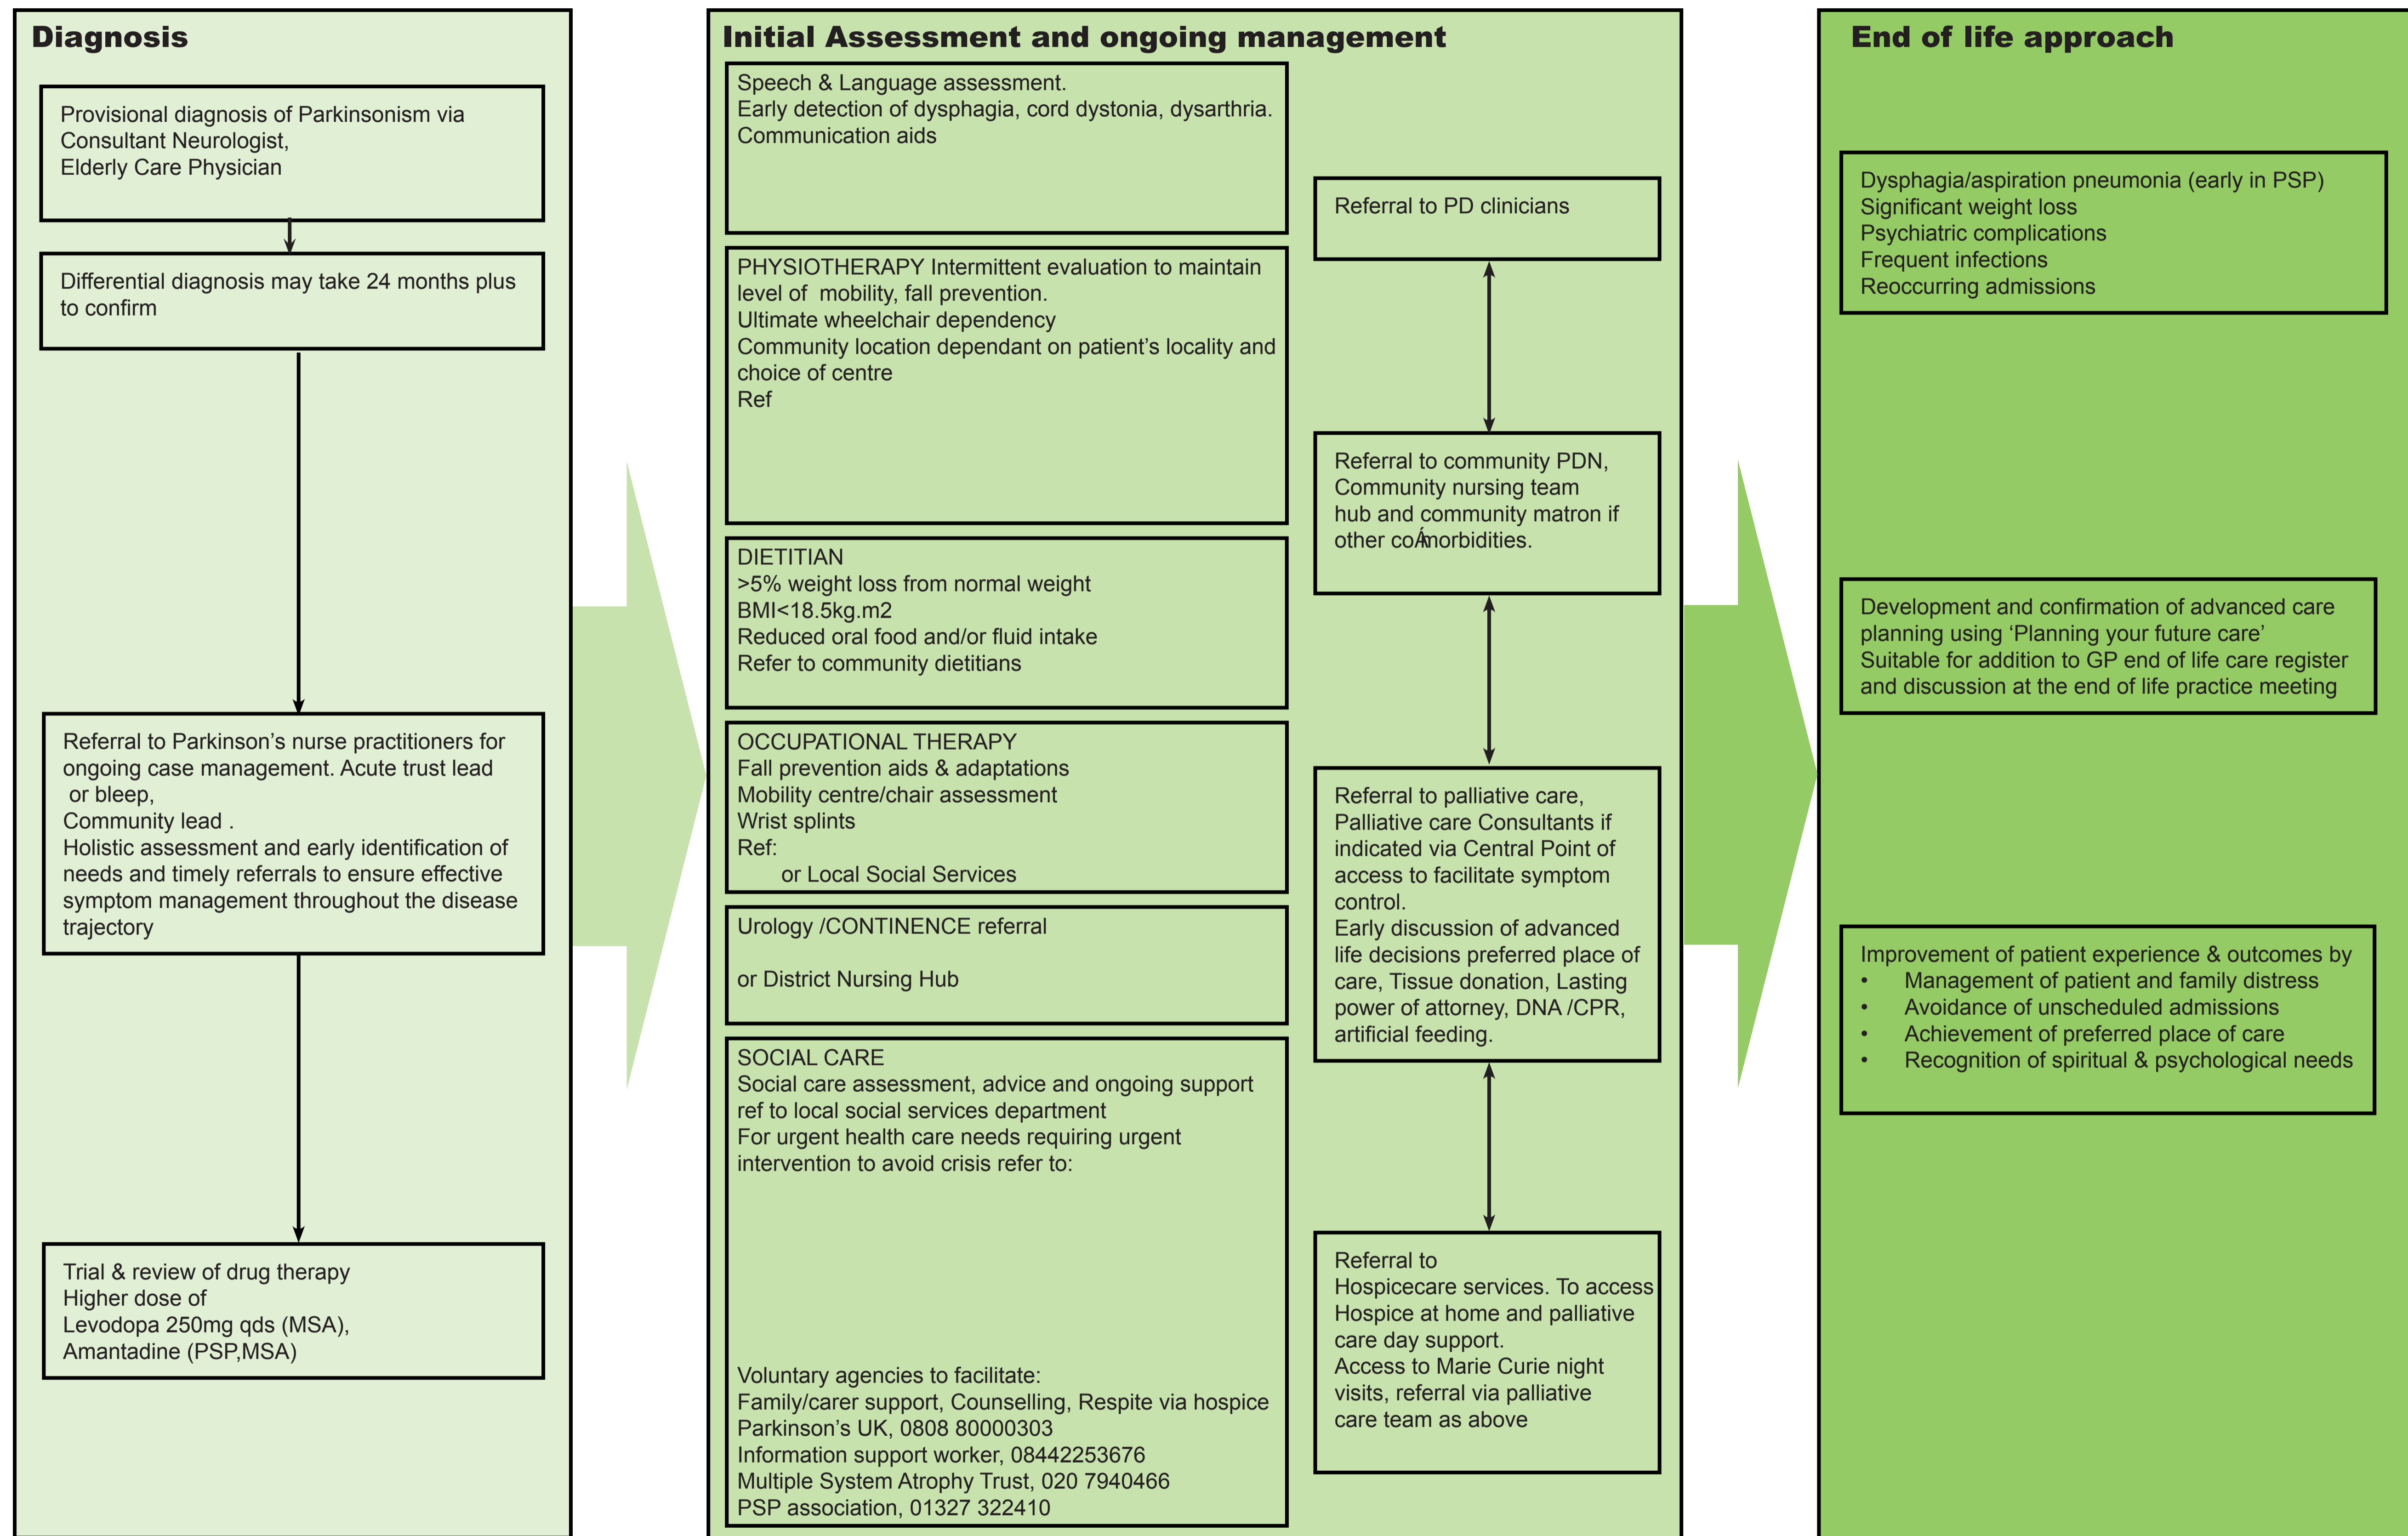 Diagnosis
Provisional diagnosis of Parkinsonism via
Consultant Neurologist,
Elderly Care Physician
Differential diagnosis may take 24 months plus
to confirm
Referral to Parkinson’s nurse practitioners for
ongoing case management. Acute trust lead
or bleep,
Community lead .
Holistic assessment and early identification of
needs and timely referrals to ensure effective
symptom management throughout the disease
trajectory
Trial & review of drug therapy
Higher dose of
Levodopa 250mg qds (MSA),
Amantadine (PSP,MSA)
Initial Assessment and ongoing management
Speech & Language assessment.
Early detection of dysphagia, cord dystonia, dysarthria.
Communication aids
PHYSIOTHERAPY Intermittent evaluation to maintain
level of  mobility, fall prevention.
Ultimate wheelchair dependency
Community location dependant on patient’s locality and
choice of centre
Ref
DIETITIAN
>5% weight loss from normal weight
BMI<18.5kg.m2
Reduced oral food and/or fluid intake
Refer to community dietitians
OCCUPATIONAL THERAPY
Fall prevention aids & adaptations
Mobility centre/chair assessment
Wrist splints
Ref:
or Local Social Services
Urology /CONTINENCE referral
or District Nursing Hub
SOCIAL CARE
Social care assessment, advice and ongoing support
ref to local social services department
For urgent health care needs requiring urgent
intervention to avoid crisis refer to:
Voluntary agencies to facilitate:
Family/carer support, Counselling, Respite via hospice
Parkinson’s UK, 0808 80000303
Information support worker, 08442253676
Multiple System Atrophy Trust, 020 7940466
PSP association, 01327 322410
Referral to PD clinicians
Referral to community PDN,
Community nursing team
hub and community matron if
other coÁmorbidities.
Referral to palliative care,
Palliative care Consultants if
indicated via Central Point of
access to facilitate symptom
control.
Early discussion of advanced
life decisions preferred place of
care, Tissue donation, Lasting
power of attorney, DNA /CPR,
artificial feeding.
Referral to
Hospicecare services. To access
Hospice at home and palliative
care day support.
Access to Marie Curie night
visits, referral via palliative
care team as above
End of life approach
Dysphagia/aspiration pneumonia (early in PSP)
Significant weight loss
Psychiatric complications
Frequent infections
Reoccurring admissions
Development and confirmation of advanced care
planning using ‘Planning your future care’
Suitable for addition to GP end of life care register
and discussion at the end of life practice meeting
Improvement of patient experience & outcomes by
• Management of patient and family distress
• Avoidance of unscheduled admissions
• Achievement of preferred place of care
• Recognition of spiritual & psychological needs